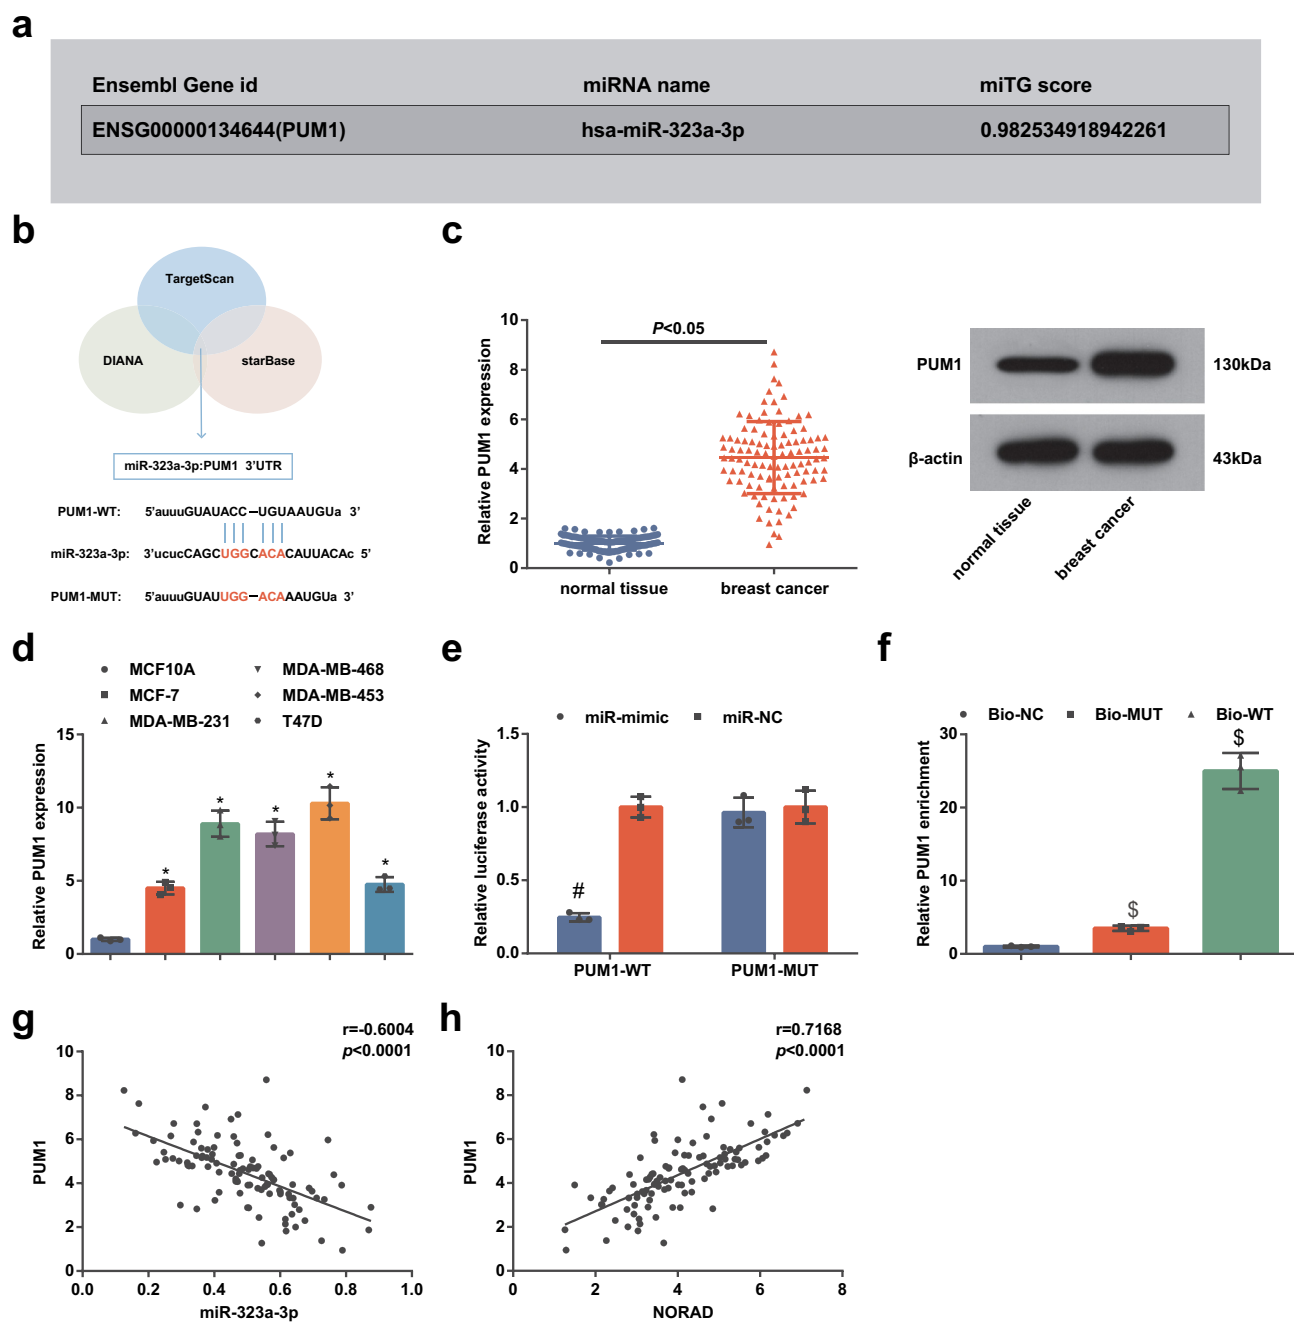 a
Ensembl Gene id miRNA name miTG score
ENSG00000134644(PUM1) hsa-miR-323a-3p 0.982534918942261
b
TargetScan
DIANA starBase
miR-323a-3p:PUM1 3'UTR
PUM1-WT: 5'auuuGUAUACC–UGUAAUGUa 3'
miR-323a-3p: 3'ucucCAGCUGGCACACAUUACAc 5'
PUM1-MUT: 5'auuuGUAUUGG–ACAAAUGUa 3'
c
Relative PUM1 expression
10
8
6
4
2
0
P<0.05
normal tissue breast cancer
PUM1 130kDa
β-actin 43kDa
normal tissue
breast cancer
d
MCF10A MDA-MB-468
MCF-7 MDA-MB-453
MDA-MB-231 T47D
Relative PUM1 expression
15
10
5
0
* * * * *
e
miR-mimic miR-NC
Relative luciferase activity
1.5
1.0
0.5
0.0
#
PUM1-WT PUM1-MUT
f
Bio-NC Bio-MUT Bio-WT
Relative PUM1 enrichment
30
20
10
0
$ $
g
r=-0.6004
p<0.0001
PUM1
10
8
6
4
2
0
0.0 0.2 0.4 0.6 0.8 1.0
miR-323a-3p
h
r=0.7168
p<0.0001
PUM1
10
8
6
4
2
0
0 2 4 6 8
NORAD